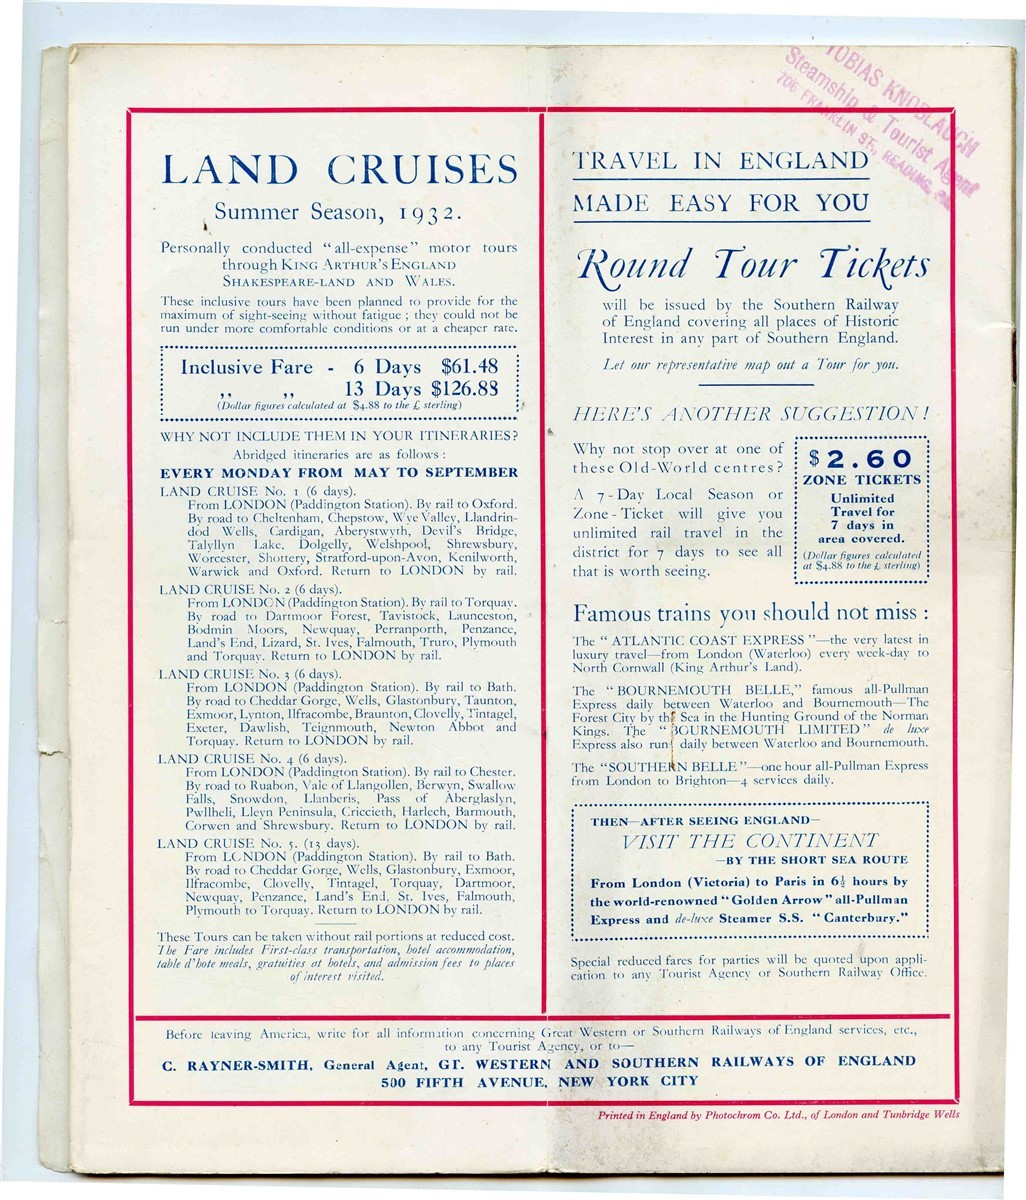 TOBIAS KNOBLAUCH
Steamship & Tourist Agent
706 FRANKLIN ST., READING, PA.
LAND CRUISES
Summer Season, 1932.
Personally conducted "all-expense" motor tours
through KING ARTHUR'S ENGLAND
SHAKESPEARE-LAND AND WALES.
These inclusive tours have been planned to provide for the
maximum of sight-seeing without fatigue; they could not be
run under more comfortable conditions or at a cheaper rate.
Inclusive Fare - 6 Days $61.48
,, ,, 13 Days $126.88
(Dollar figures calculated at $4.88 to the £ sterling)
WHY NOT INCLUDE THEM IN YOUR ITINERARIES?
Abridged itineraries are as follows:
EVERY MONDAY FROM MAY TO SEPTEMBER
LAND CRUISE No. 1 (6 days).
From LONDON (Paddington Station). By rail to Oxford.
By road to Cheltenham, Chepstow, Wye Valley, Llandrin-
dod Wells, Cardigan, Aberystwyth, Devil's Bridge,
Talyllyn Lake, Dolgelly, Welshpool, Shrewsbury,
Worcester, Shottery, Stratford-upon-Avon, Kenilworth,
Warwick and Oxford. Return to LONDON by rail.
LAND CRUISE No. 2 (6 days).
From LONDON (Paddington Station). By rail to Torquay.
By road to Dartmoor Forest, Tavistock, Launceston,
Bodmin Moors, Newquay, Perranporth, Penzance,
Land's End, Lizard, St. Ives, Falmouth, Truro, Plymouth
and Torquay. Return to LONDON by rail.
LAND CRUISE No. 3 (6 days).
From LONDON (Paddington Station). By rail to Bath.
By road to Cheddar Gorge, Wells, Glastonbury, Taunton,
Exmoor, Lynton, Ilfracombe, Braunton, Clovelly, Tintagel,
Exeter, Dawlish, Teignmouth, Newton Abbot and
Torquay. Return to LONDON by rail.
LAND CRUISE No. 4 (6 days).
From LONDON (Paddington Station). By rail to Chester.
By road to Ruabon, Vale of Llangollen, Berwyn, Swallow
Falls, Snowdon, Llanberis, Pass of Aberglaslyn,
Pwllheli, Lleyn Peninsula, Criccieth, Harlech, Barmouth,
Corwen and Shrewsbury. Return to LONDON by rail.
LAND CRUISE No. 5. (13 days).
From LONDON (Paddington Station). By rail to Bath.
By road to Cheddar Gorge, Wells, Glastonbury, Exmoor,
Ilfracombe, Clovelly, Tintagel, Torquay, Dartmoor,
Newquay, Penzance, Land's End, St. Ives, Falmouth,
Plymouth to Torquay. Return to LONDON by rail.
These Tours can be taken without rail portions at reduced cost.
The Fare includes First-class transportation, hotel accommodation,
table d'hote meals, gratuities at hotels, and admission fees to places
of interest visited.
TRAVEL IN ENGLAND
MADE EASY FOR YOU
Round Tour Tickets
will be issued by the Southern Railway
of England covering all places of Historic
Interest in any part of Southern England.
Let our representative map out a Tour for you.
HERE'S ANOTHER SUGGESTION!
Why not stop over at one of
these Old-World centres?
A 7-Day Local Season or
Zone-Ticket will give you
unlimited rail travel in the
district for 7 days to see all
that is worth seeing.
$2.60
ZONE TICKETS
Unlimited
Travel for
7 days in
area covered.
(Dollar figures calculated
at $4.88 to the £ sterling)
Famous trains you should not miss:
The "ATLANTIC COAST EXPRESS"—the very latest in
luxury travel—from London (Waterloo) every week-day to
North Cornwall (King Arthur's Land).
The "BOURNEMOUTH BELLE," famous all-Pullman
Express daily between Waterloo and Bournemouth—The
Forest City by the Sea in the Hunting Ground of the Norman
Kings. The "BOURNEMOUTH LIMITED" de luxe
Express also run daily between Waterloo and Bournemouth.
The "SOUTHERN BELLE"—one hour all-Pullman Express
from London to Brighton—4 services daily.
THEN—AFTER SEEING ENGLAND—
VISIT THE CONTINENT
—BY THE SHORT SEA ROUTE
From London (Victoria) to Paris in 6½ hours by
the world-renowned "Golden Arrow" all-Pullman
Express and de-luxe Steamer S.S. "Canterbury."
Special reduced fares for parties will be quoted upon appli-
cation to any Tourist Agency or Southern Railway Office.
Before leaving America, write for all information concerning Great Western or Southern Railways of England services, etc.,
to any Tourist Agency, or to—
C. RAYNER-SMITH, General Agent, GT. WESTERN AND SOUTHERN RAILWAYS OF ENGLAND
500 FIFTH AVENUE, NEW YORK CITY
Printed in England by Photochrom Co. Ltd., of London and Tunbridge Wells